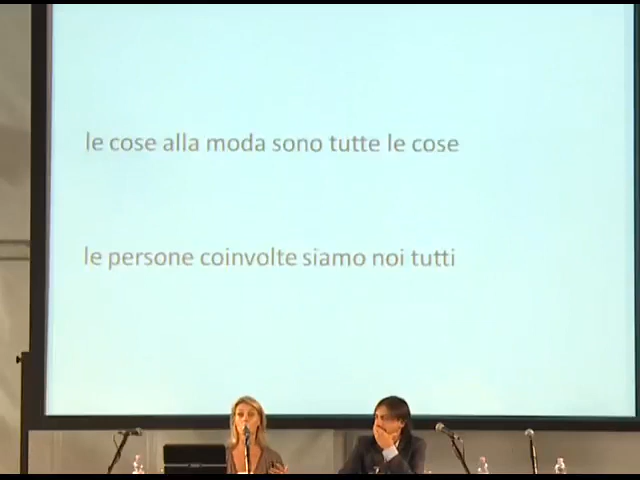 le cose alla moda sono tutte le cose
le persone coinvolte siamo noi tutti